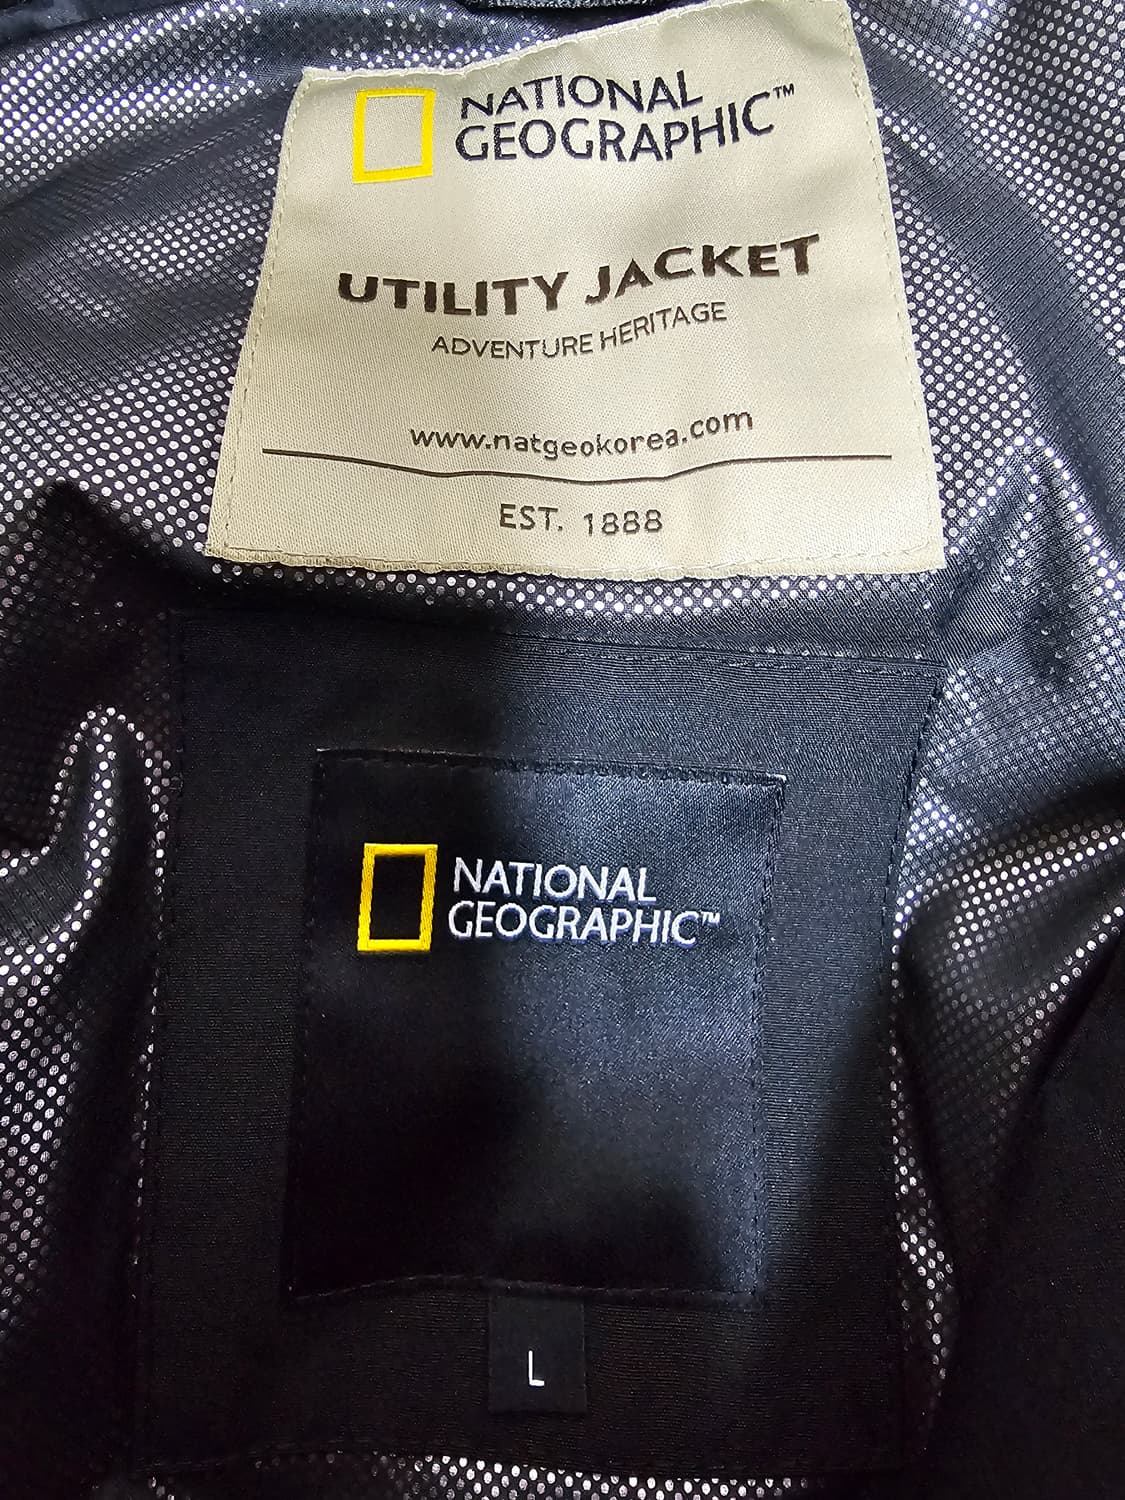 NATIONAL
GEOGRAPHIC™
UTILITY JACKET
ADVENTURE HERITAGE
www.natgeokorea.com
EST. 1888
NATIONAL
GEOGRAPHIC™
L